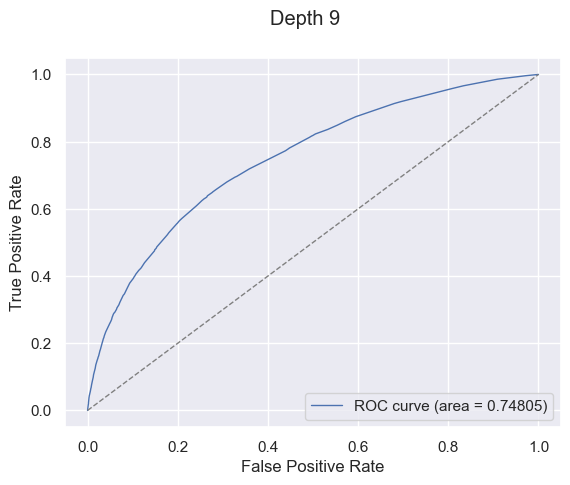 Depth 9
1.0
0.8
0.6
0.4
0.2
0.0
True Positive Rate
ROC curve (area = 0.74805)
0.0 0.2 0.4 0.6 0.8 1.0
False Positive Rate